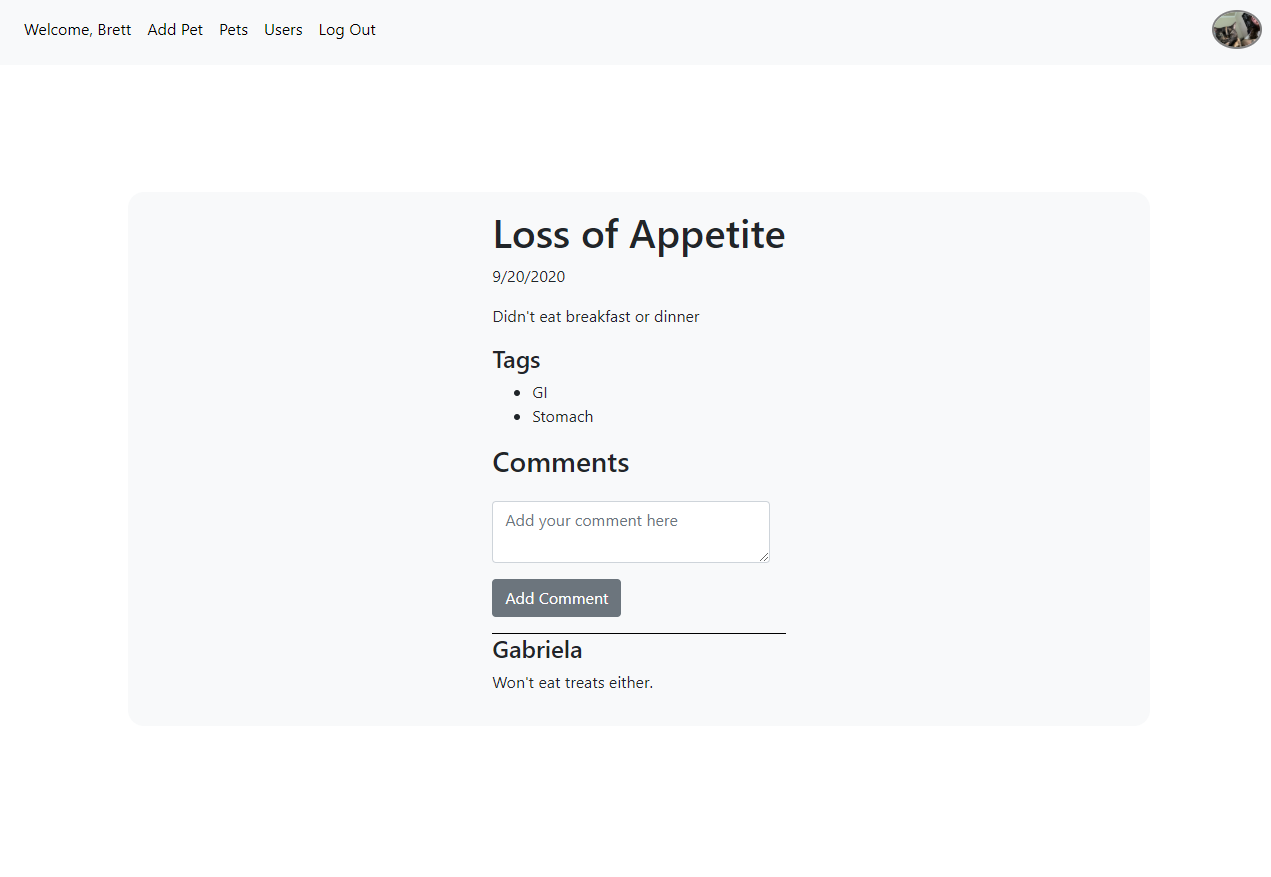 Welcome, Brett Add Pet Pets Users Log Out
Loss of Appetite
9/20/2020
Didn't eat breakfast or dinner
Tags
GI
Stomach
Comments
Add your comment here
Add Comment
Gabriela
Won't eat treats either.